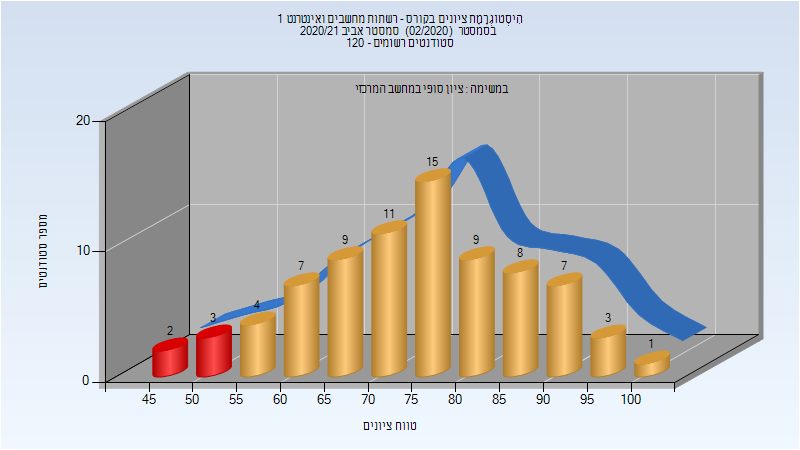 הִיסְטוֹגְרָמַת ציונים בקורס - רשתות מחשבים ואינטרנט 1
בסמסטר (02/2020) סמסטר אביב 2020/21
סטודנטים רשומים - 120
במשימה : ציון סופי במחשב המרכזי
20
10
0
מספר סטודנטים
2
3
4
7
9
11
15
9
8
7
3
1
45 50 55 60 65 70 75 80 85 90 95 100
טווח ציונים